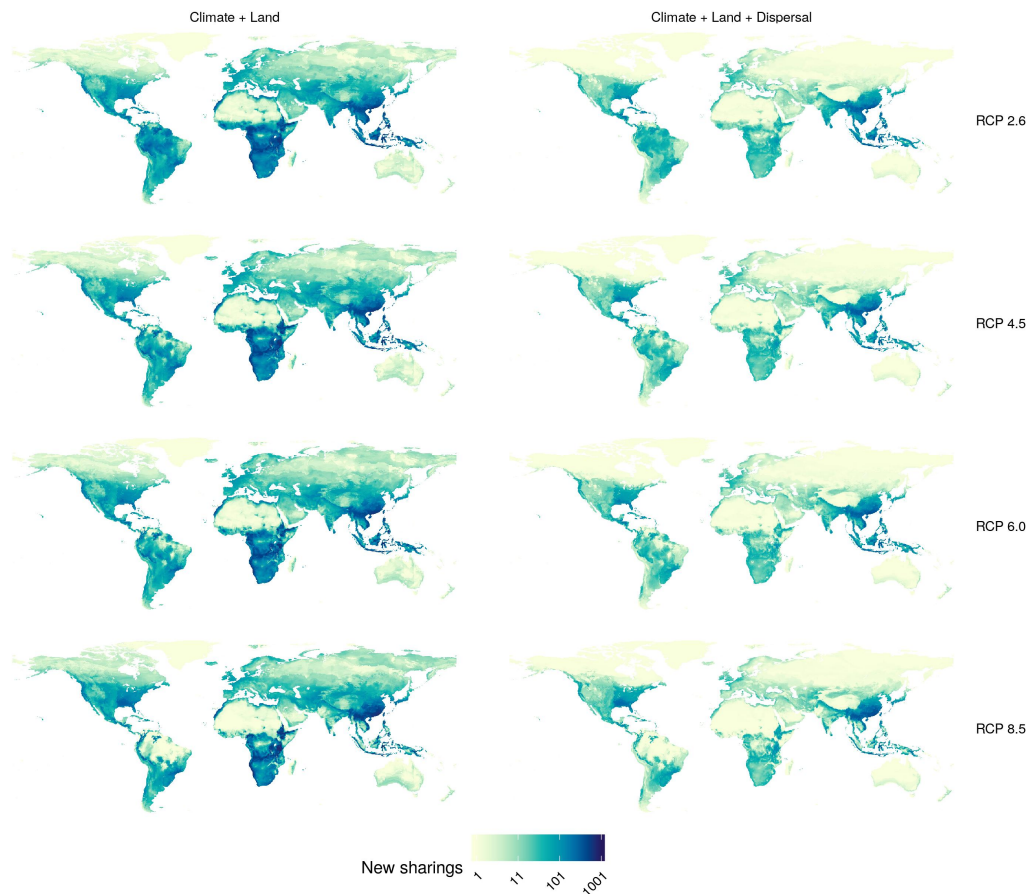 Climate + Land
Climate + Land + Dispersal
RCP 2.6
RCP 4.5
RCP 6.0
RCP 8.5
New sharings
1
11
101
1001